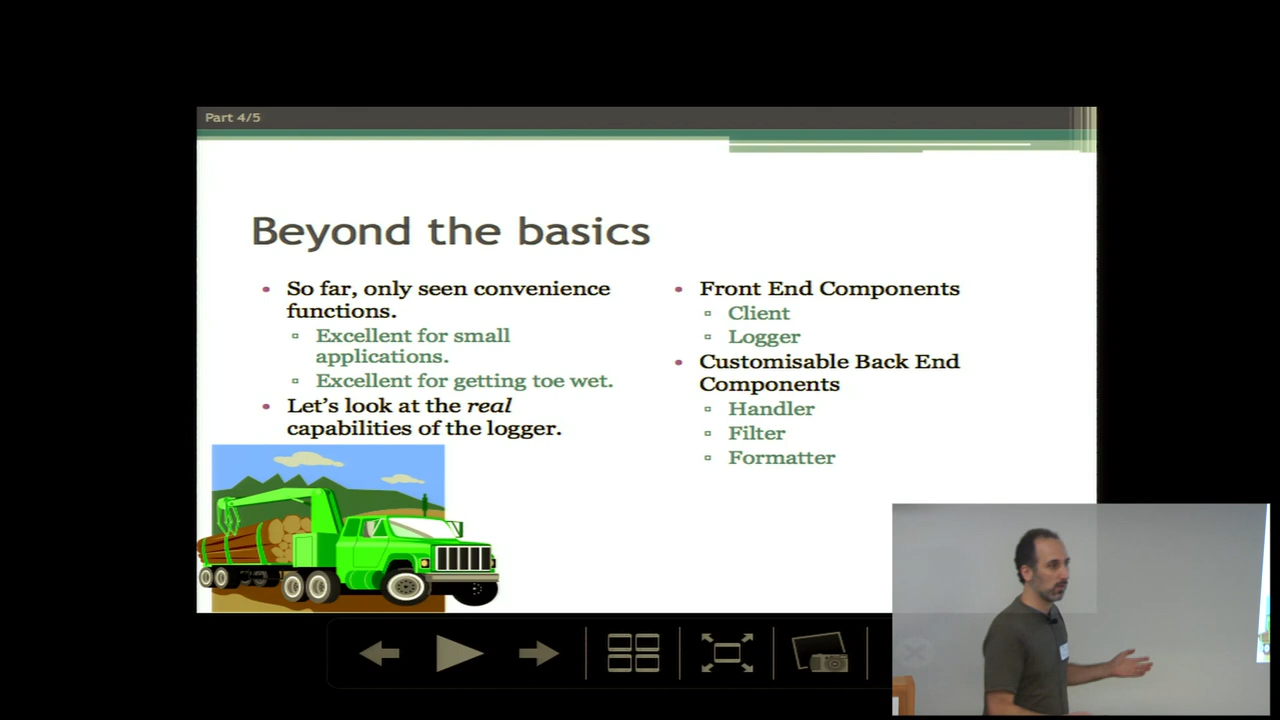 Part 4/5
Beyond the basics
So far, only seen convenience
functions.
Excellent for small
applications.
Excellent for getting toe wet.
Let's look at the real
capabilities of the logger.
Front End Components
Client
Logger
Customisable Back End
Components
Handler
Filter
Formatter